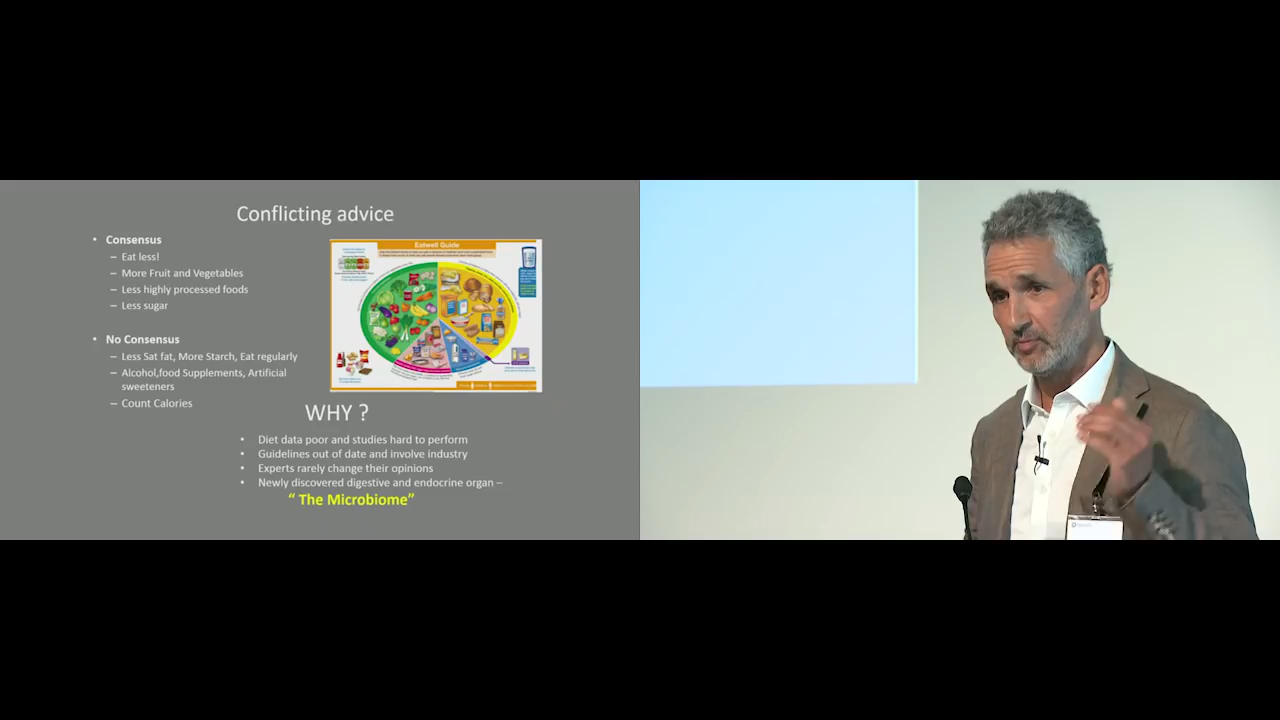 Conflicting advice
• Consensus
– Eat less!
– More Fruit and Vegetables
– Less highly processed foods
– Less sugar
• No Consensus
– Less Sat fat, More Starch, Eat regularly
– Alcohol,food Supplements, Artificial
sweeteners
– Count Calories
Eatwell Guide
WHY ?
• Diet data poor and studies hard to perform
• Guidelines out of date and involve industry
• Experts rarely change their opinions
• Newly discovered digestive and endocrine organ –
“ The Microbiome”